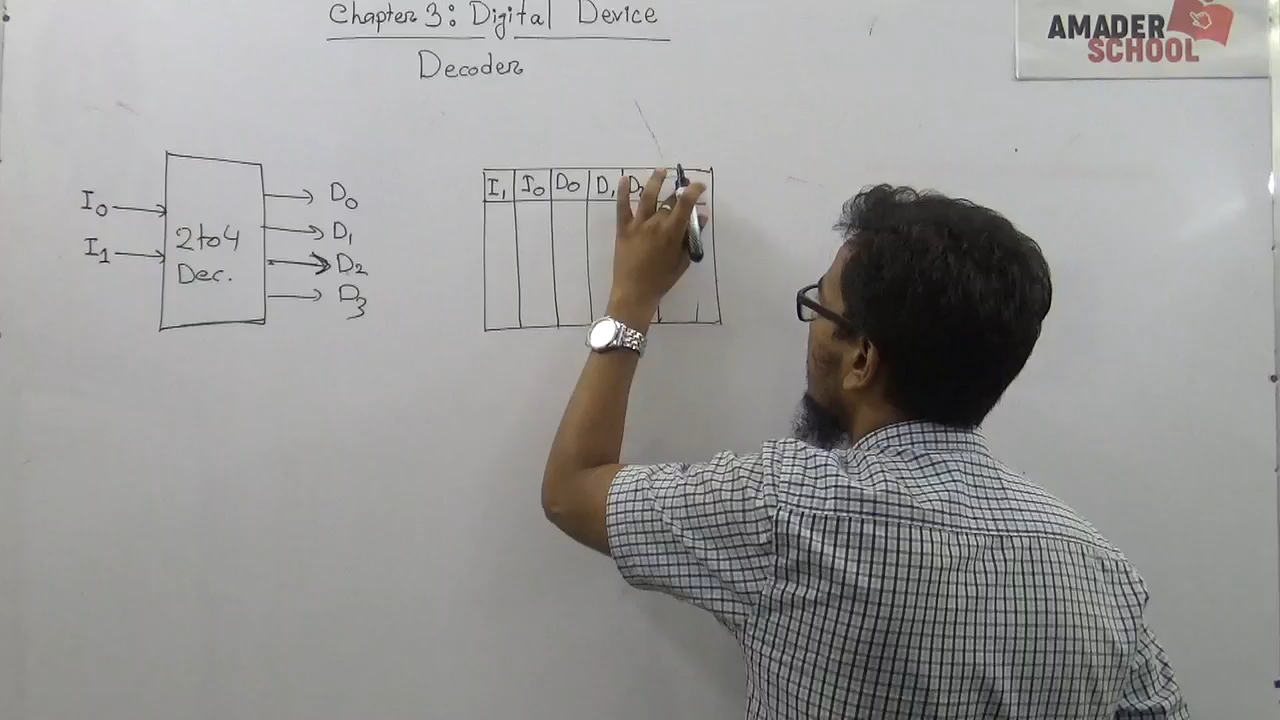 Chapter 3: Digital Device
Decoder
AMADER
SCHOOL
I0
I1
2to4
Dec.
D0
D1
D2
D3
I1 I0 D0 D1 D2